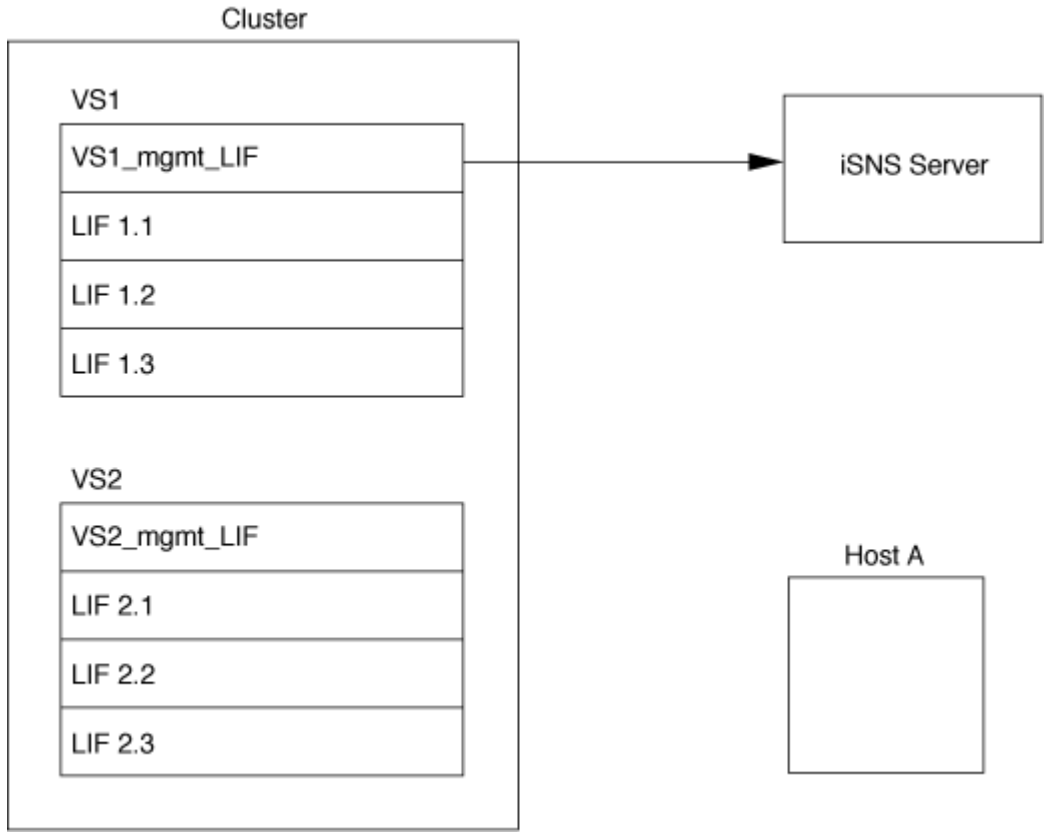 Cluster
VS1
VS1_mgmt_LIF
LIF 1.1
LIF 1.2
LIF 1.3
iSNS Server
VS2
VS2_mgmt_LIF
LIF 2.1
LIF 2.2
LIF 2.3
Host A